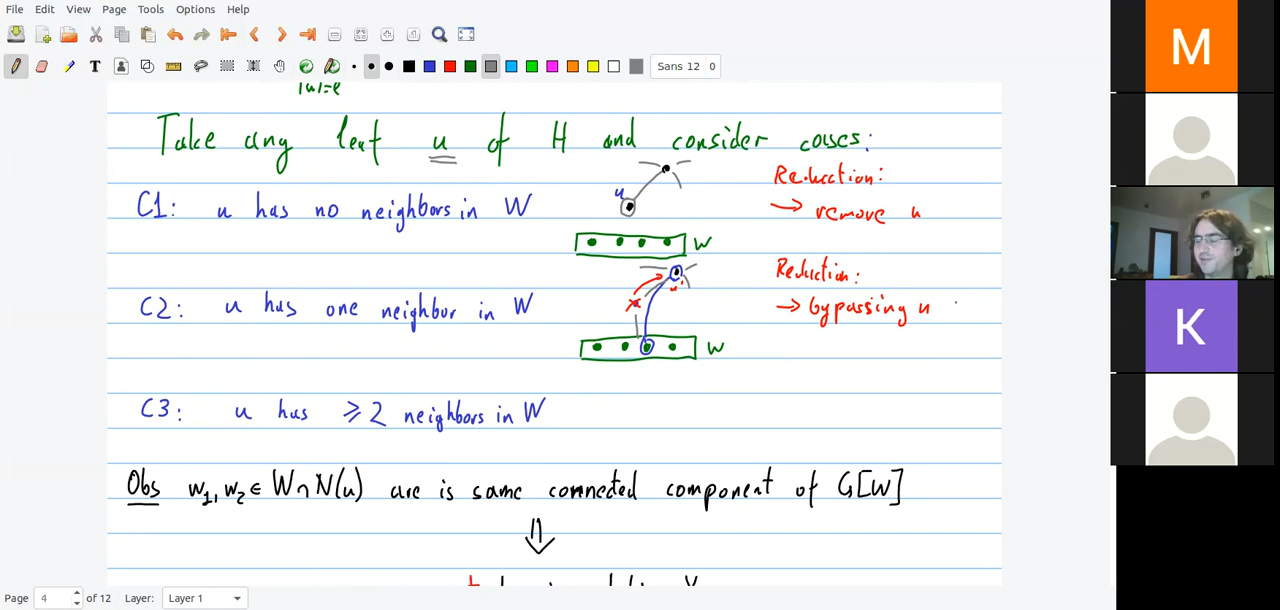 File Edit View Page Tools Options Help
Sans 12 0
|W|=ℓ
Take any leaf u of H and consider cases:
C1: u has no neighbors in W
u
W
Reduction:
→ remove u
C2: u has one neighbor in W
u'
W
Reduction:
→ bypassing u
C3: u has ⩾2 neighbors in W
Obs w₁,w₂ ∈ W∩N(u) are is same connected component of G[W]
⇓
M
K
Page 4 of 12 Layer: Layer 1